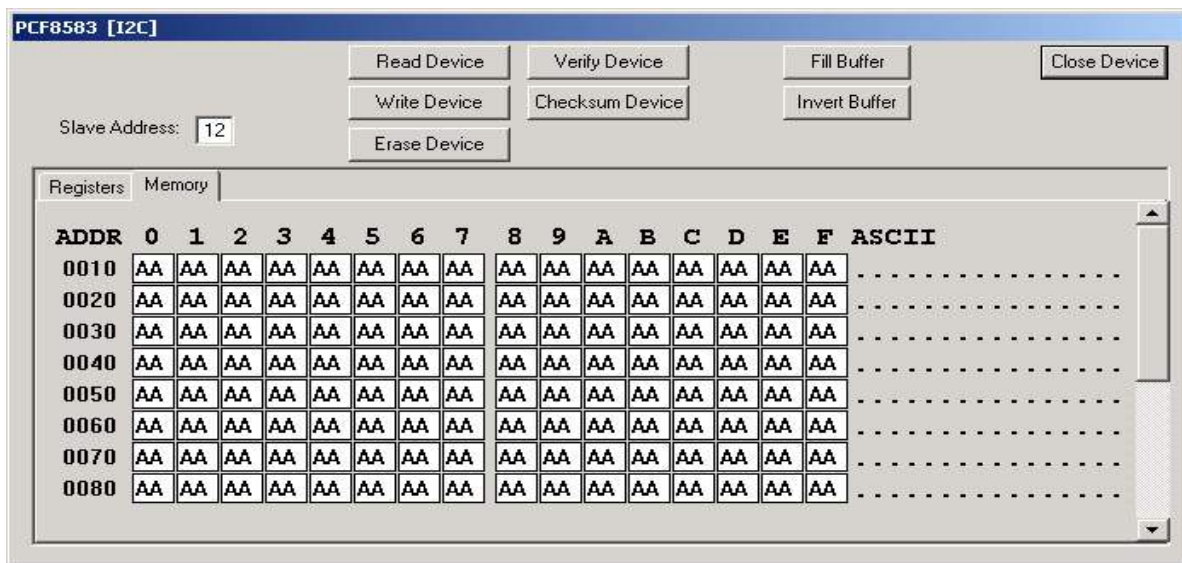 PCF8583 [I2C]
Read Device Verify Device Fill Buffer Close Device
Write Device Checksum Device Invert Buffer
Slave Address: 12
Erase Device
Registers Memory
ADDR 0 1 2 3 4 5 6 7 8 9 A B C D E F ASCII
0010 AA AA AA AA AA AA AA AA AA AA AA AA AA AA AA AA ................
0020 AA AA AA AA AA AA AA AA AA AA AA AA AA AA AA AA ................
0030 AA AA AA AA AA AA AA AA AA AA AA AA AA AA AA AA ................
0040 AA AA AA AA AA AA AA AA AA AA AA AA AA AA AA AA ................
0050 AA AA AA AA AA AA AA AA AA AA AA AA AA AA AA AA ................
0060 AA AA AA AA AA AA AA AA AA AA AA AA AA AA AA AA ................
0070 AA AA AA AA AA AA AA AA AA AA AA AA AA AA AA AA ................
0080 AA AA AA AA AA AA AA AA AA AA AA AA AA AA AA AA ................